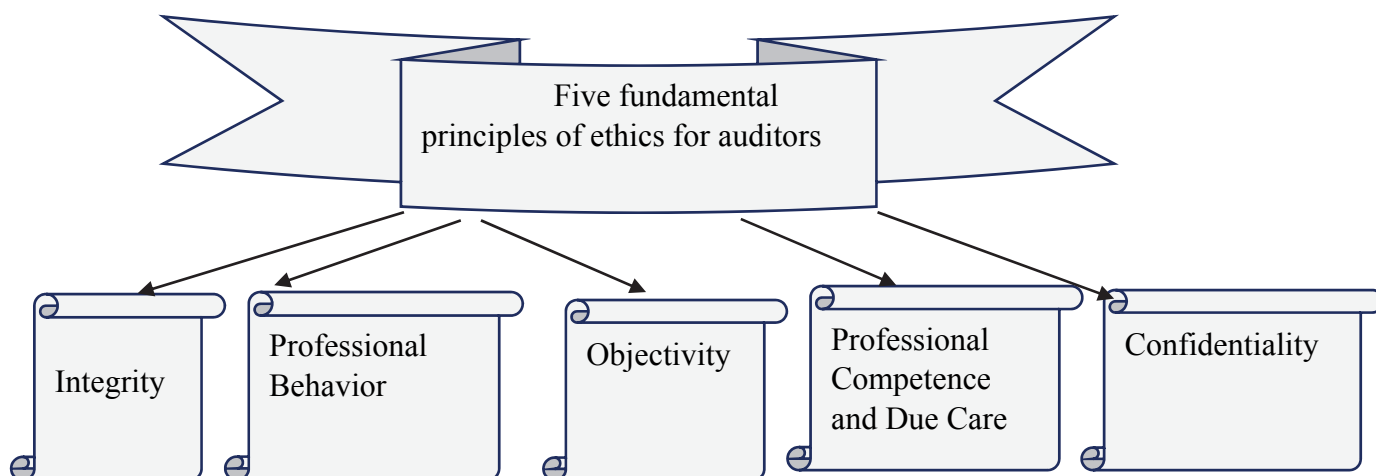 Five fundamental
principles of ethics for auditors
Integrity
Professional
Behavior
Objectivity
Professional
Competence
and Due Care
Confidentiality